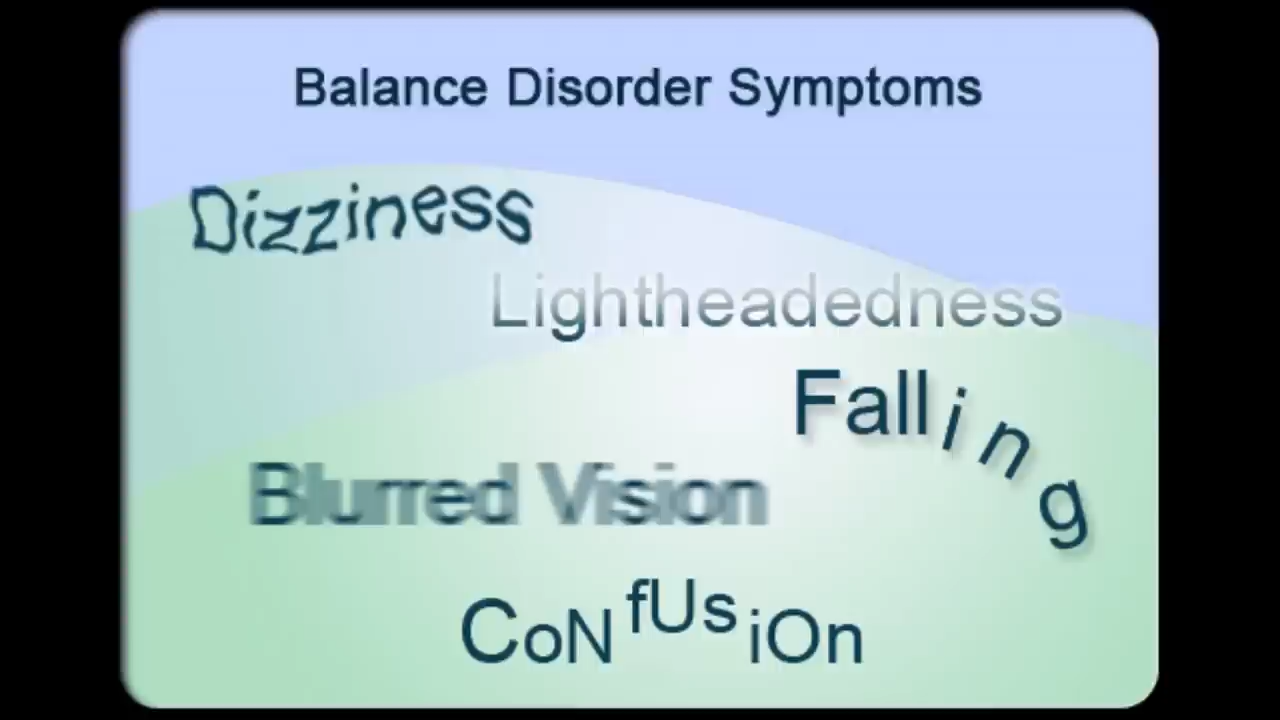 Balance Disorder Symptoms
Dizziness
Lightheadedness
Falling
Blurred Vision
CoNfUsiOn